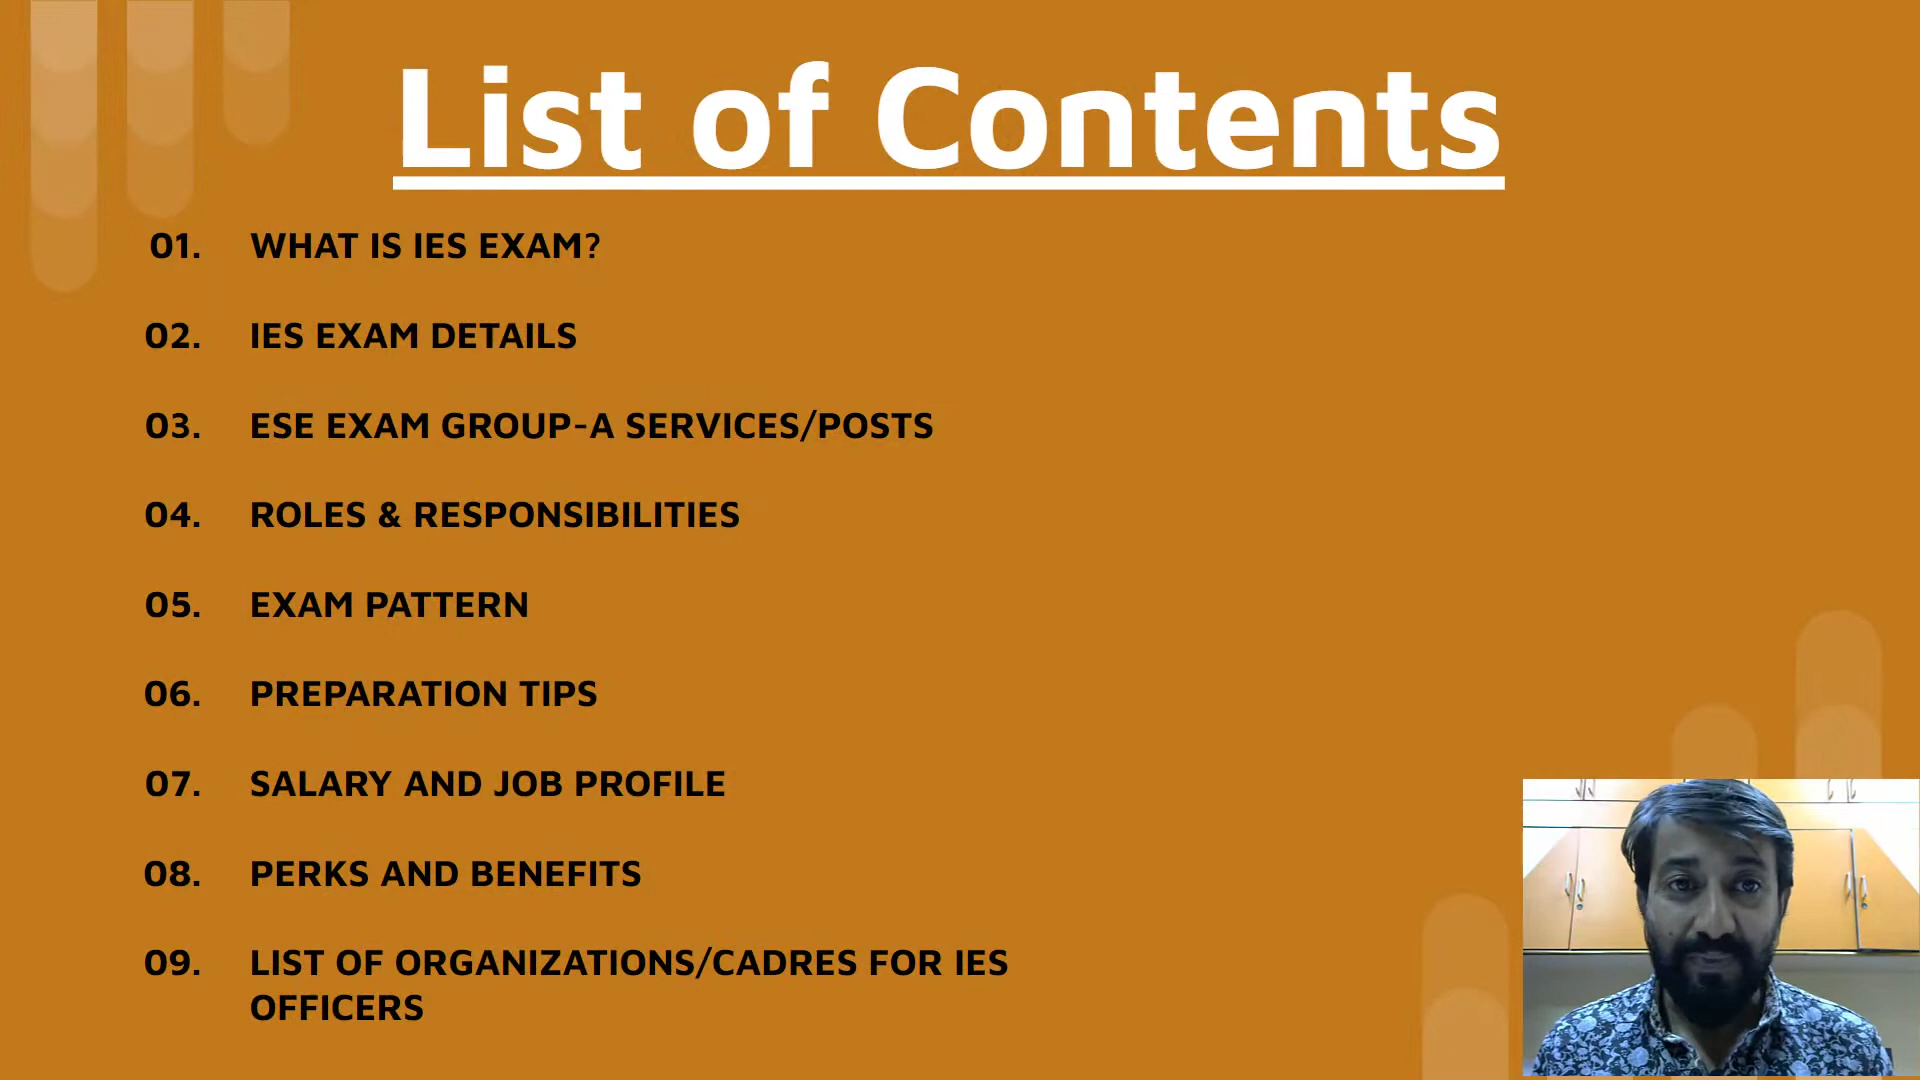 List of Contents
01. WHAT IS IES EXAM?
02. IES EXAM DETAILS
03. ESE EXAM GROUP-A SERVICES/POSTS
04. ROLES & RESPONSIBILITIES
05. EXAM PATTERN
06. PREPARATION TIPS
07. SALARY AND JOB PROFILE
08. PERKS AND BENEFITS
09. LIST OF ORGANIZATIONS/CADRES FOR IES
OFFICERS